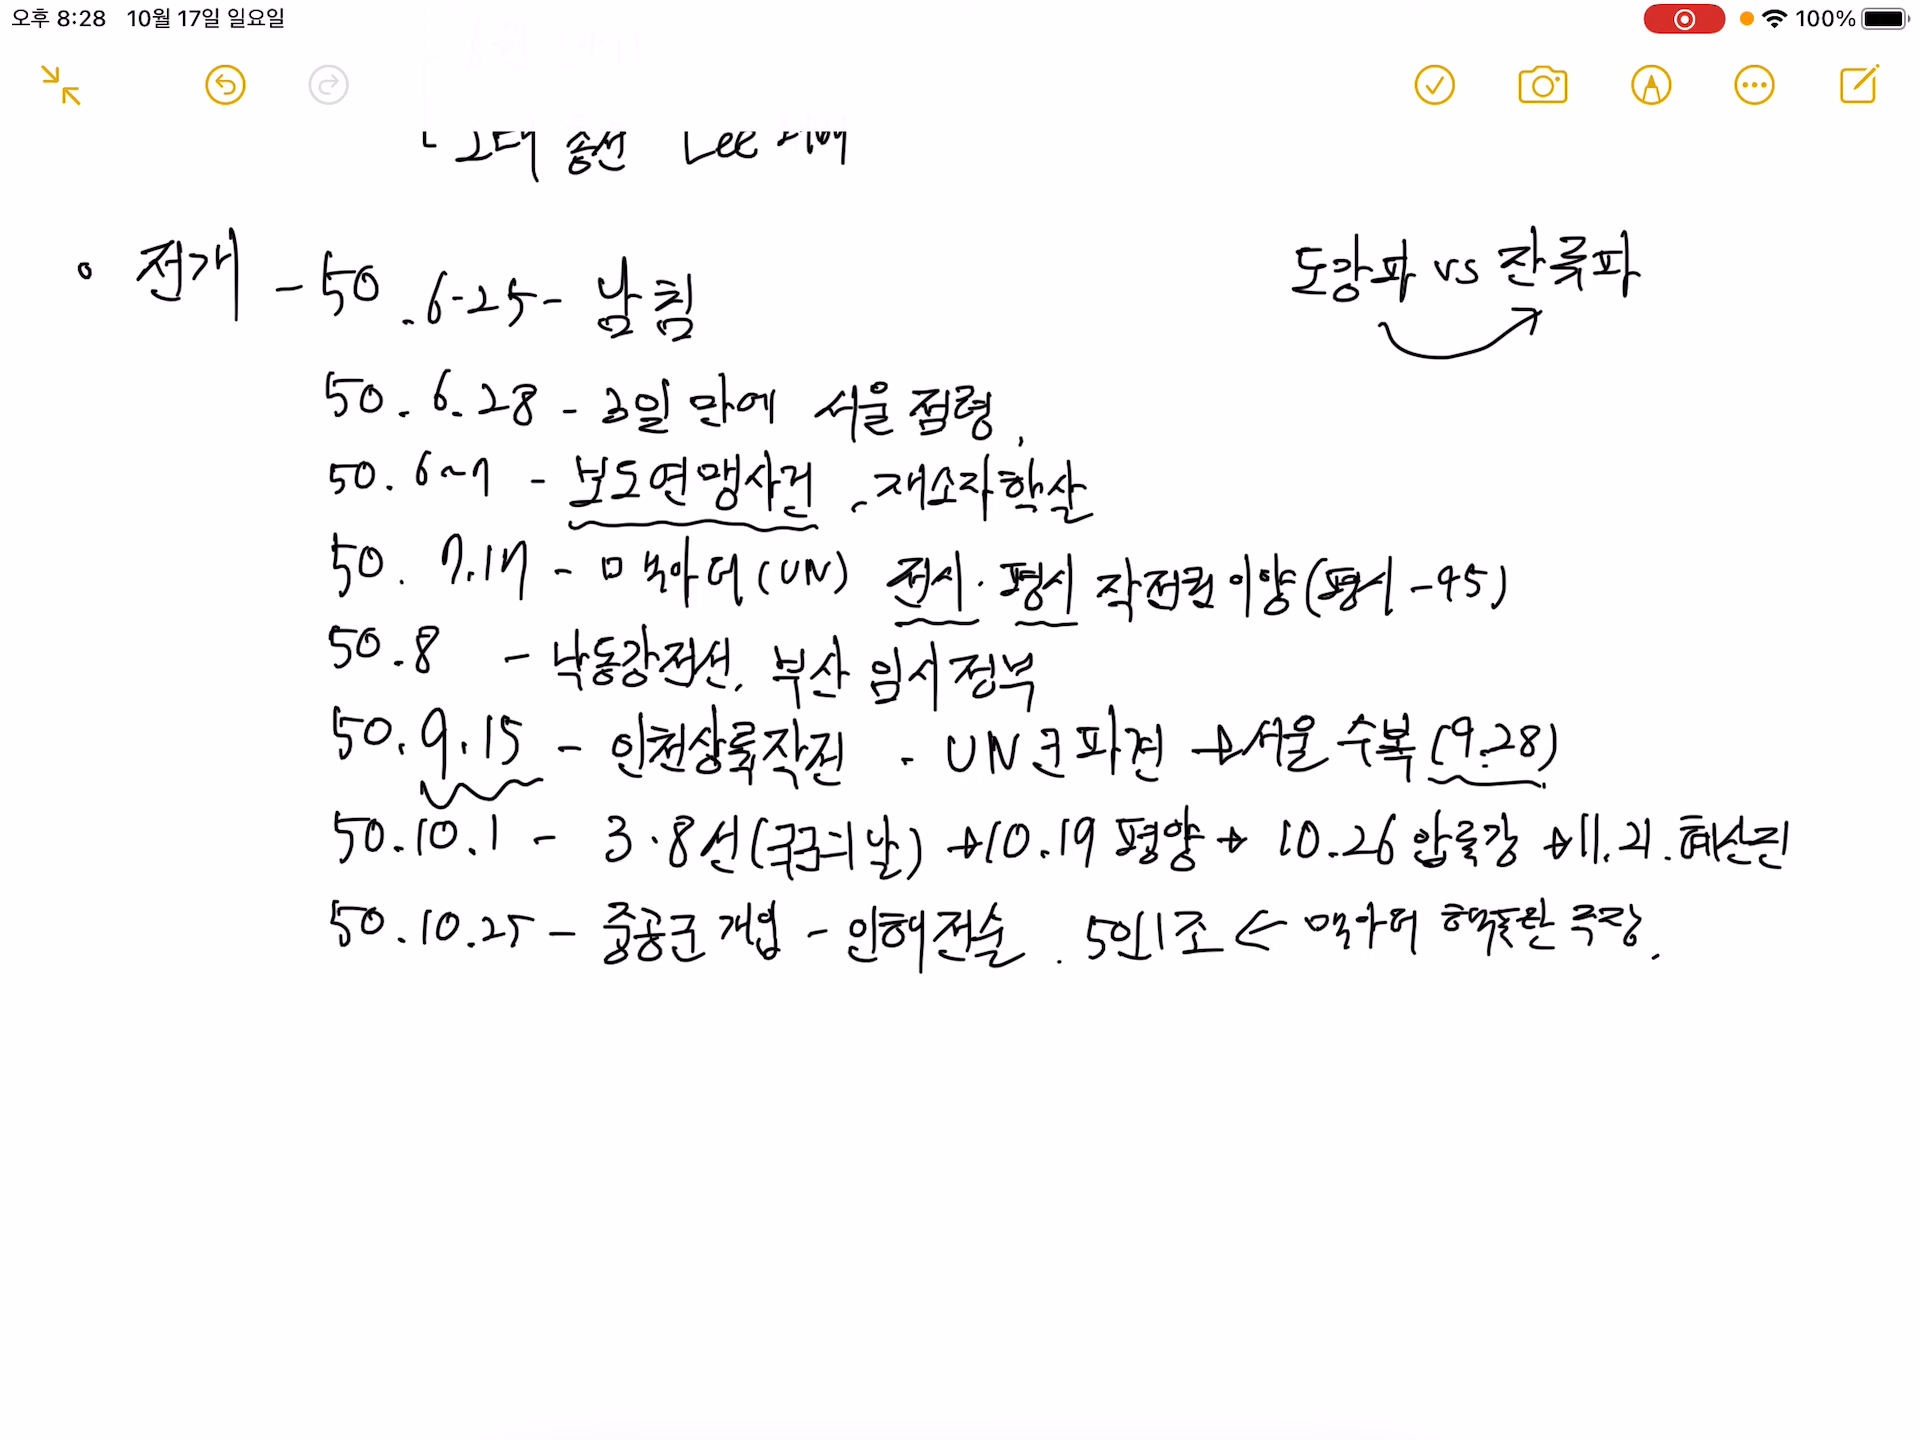 오후 8:28 10월 17일 일요일 100%
2대 총선 Lee 패배
전개 - 50.6.25 - 남침
도강파 vs 잔류파
50.6.28 - 3일 만에 서울 점령,
50.6~7 - 보도연맹사건, 재소자학살
50.7.17 - 맥아더(UN) 전시·평시 작전권 이양(평시-95)
50.8 - 낙동강전선, 부산 임시정부
50.9.15 - 인천상륙작전. UN군 파견 → 서울 수복(9.28)
50.10.1 - 3·8선(국군의 날) → 10.19 평양 → 10.26 압록강 → 11.21. 혜산진
50.10.25 - 중공군 개입 - 인해전술. 5인1조 ← 맥아더 핵폭탄 주장.